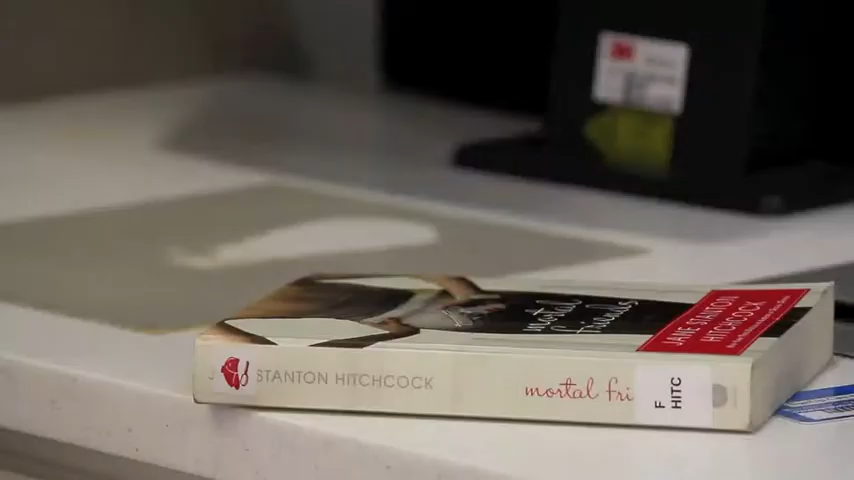 mortal
friends
JANE STANTON
HITCHCOCK
STANTON HITCHCOCK
mortal fri
F
HITC